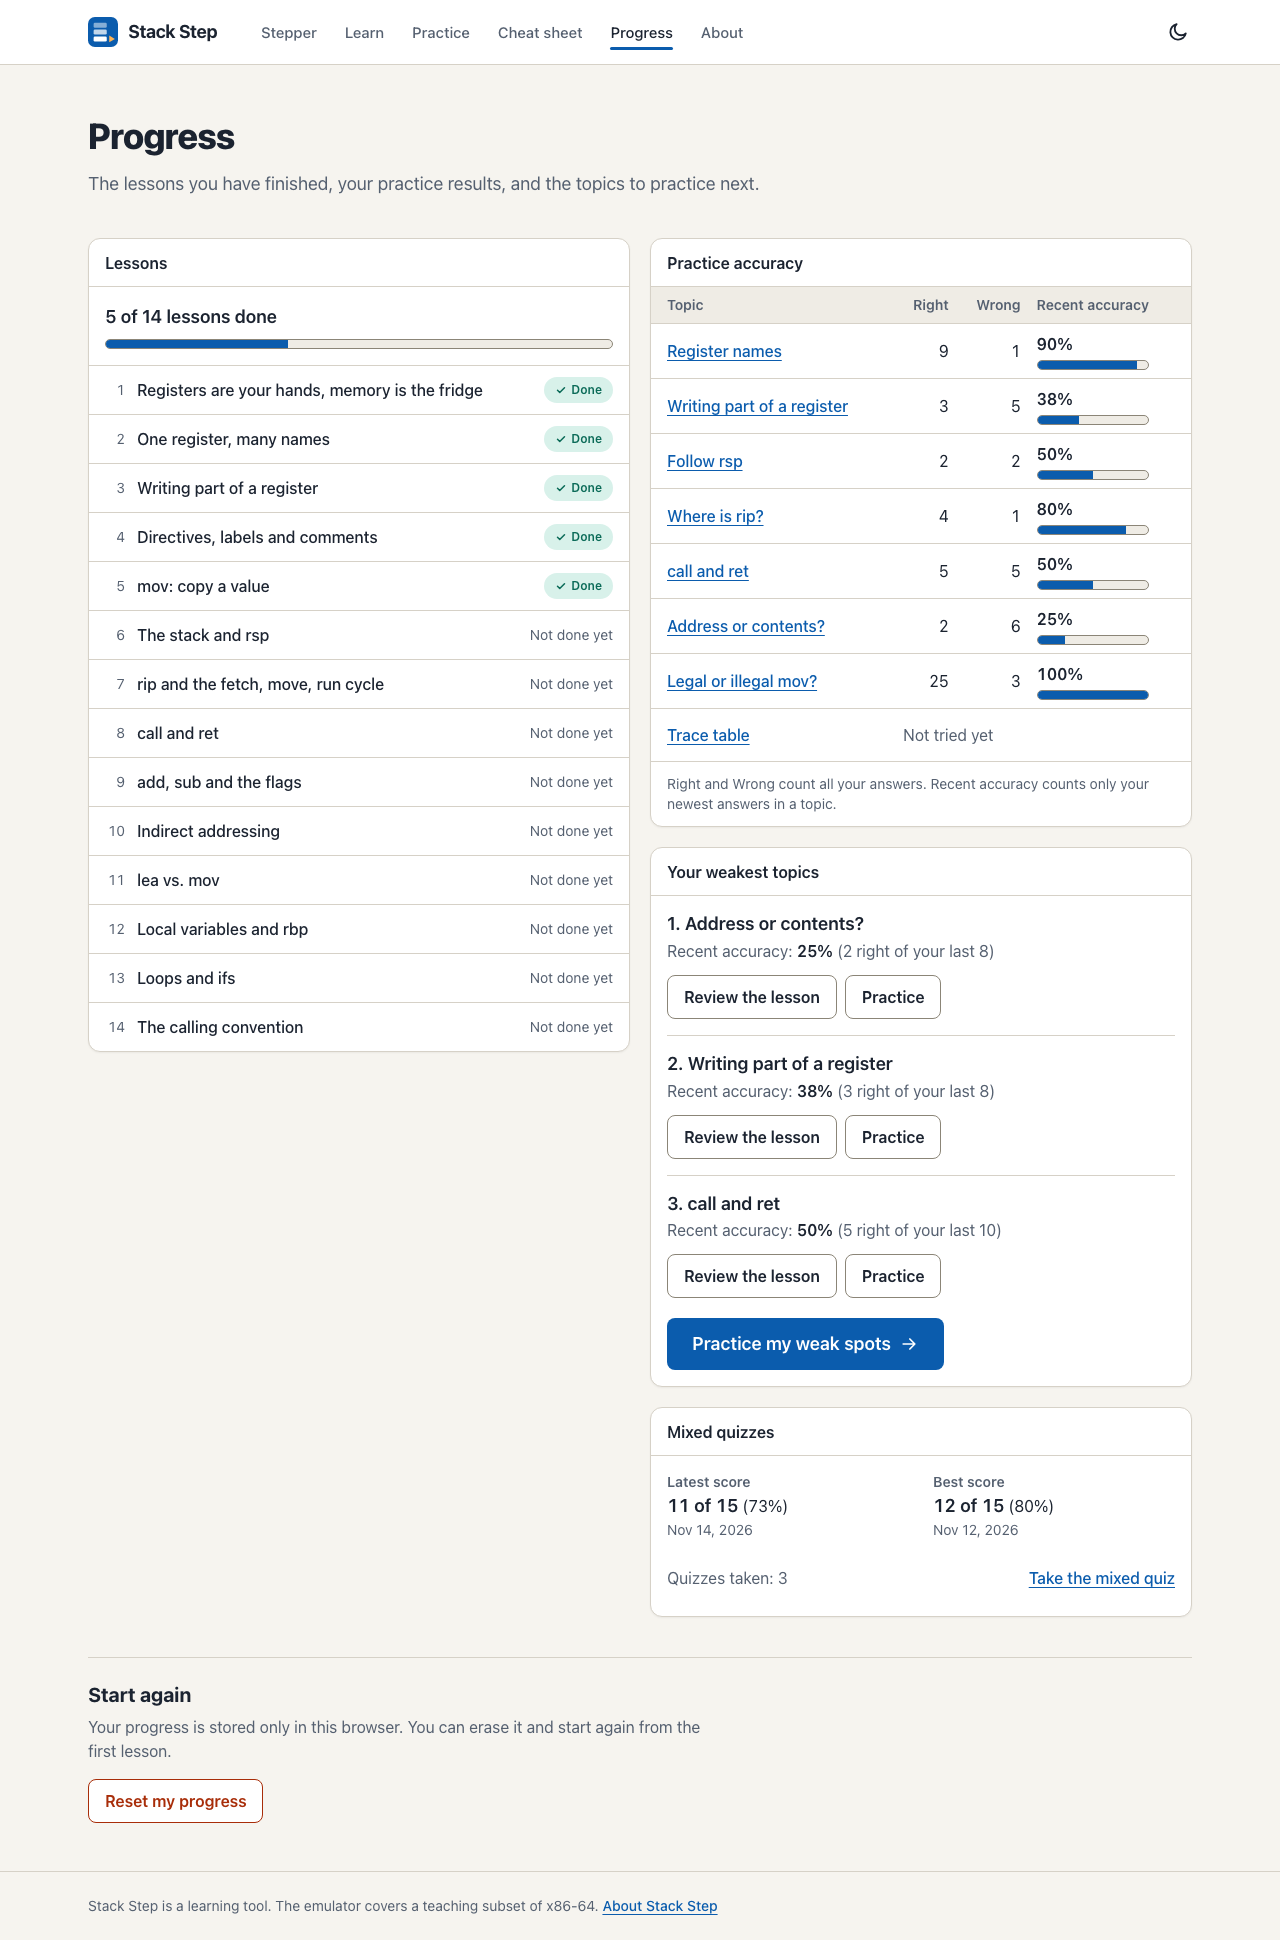 Stack Step
Stepper
Learn
Practice
Cheat sheet
Progress
About
Progress
The lessons you have finished, your practice results, and the topics to practice next.
Lessons
5 of 14 lessons done
1 Registers are your hands, memory is the fridge Done
2 One register, many names Done
3 Writing part of a register Done
4 Directives, labels and comments Done
5 mov: copy a value Done
6 The stack and rsp Not done yet
7 rip and the fetch, move, run cycle Not done yet
8 call and ret Not done yet
9 add, sub and the flags Not done yet
10 Indirect addressing Not done yet
11 lea vs. mov Not done yet
12 Local variables and rbp Not done yet
13 Loops and ifs Not done yet
14 The calling convention Not done yet
Practice accuracy
Topic Right Wrong Recent accuracy
Register names 9 1 90%
Writing part of a register 3 5 38%
Follow rsp 2 2 50%
Where is rip? 4 1 80%
call and ret 5 5 50%
Address or contents? 2 6 25%
Legal or illegal mov? 25 3 100%
Trace table Not tried yet
Right and Wrong count all your answers. Recent accuracy counts only your
newest answers in a topic.
Your weakest topics
1. Address or contents?
Recent accuracy: 25% (2 right of your last 8)
Review the lesson Practice
2. Writing part of a register
Recent accuracy: 38% (3 right of your last 8)
Review the lesson Practice
3. call and ret
Recent accuracy: 50% (5 right of your last 10)
Review the lesson Practice
Practice my weak spots →
Mixed quizzes
Latest score Best score
11 of 15 (73%) 12 of 15 (80%)
Nov 14, 2026 Nov 12, 2026
Quizzes taken: 3 Take the mixed quiz
Start again
Your progress is stored only in this browser. You can erase it and start again from the
first lesson.
Reset my progress
Stack Step is a learning tool. The emulator covers a teaching subset of x86-64. About Stack Step